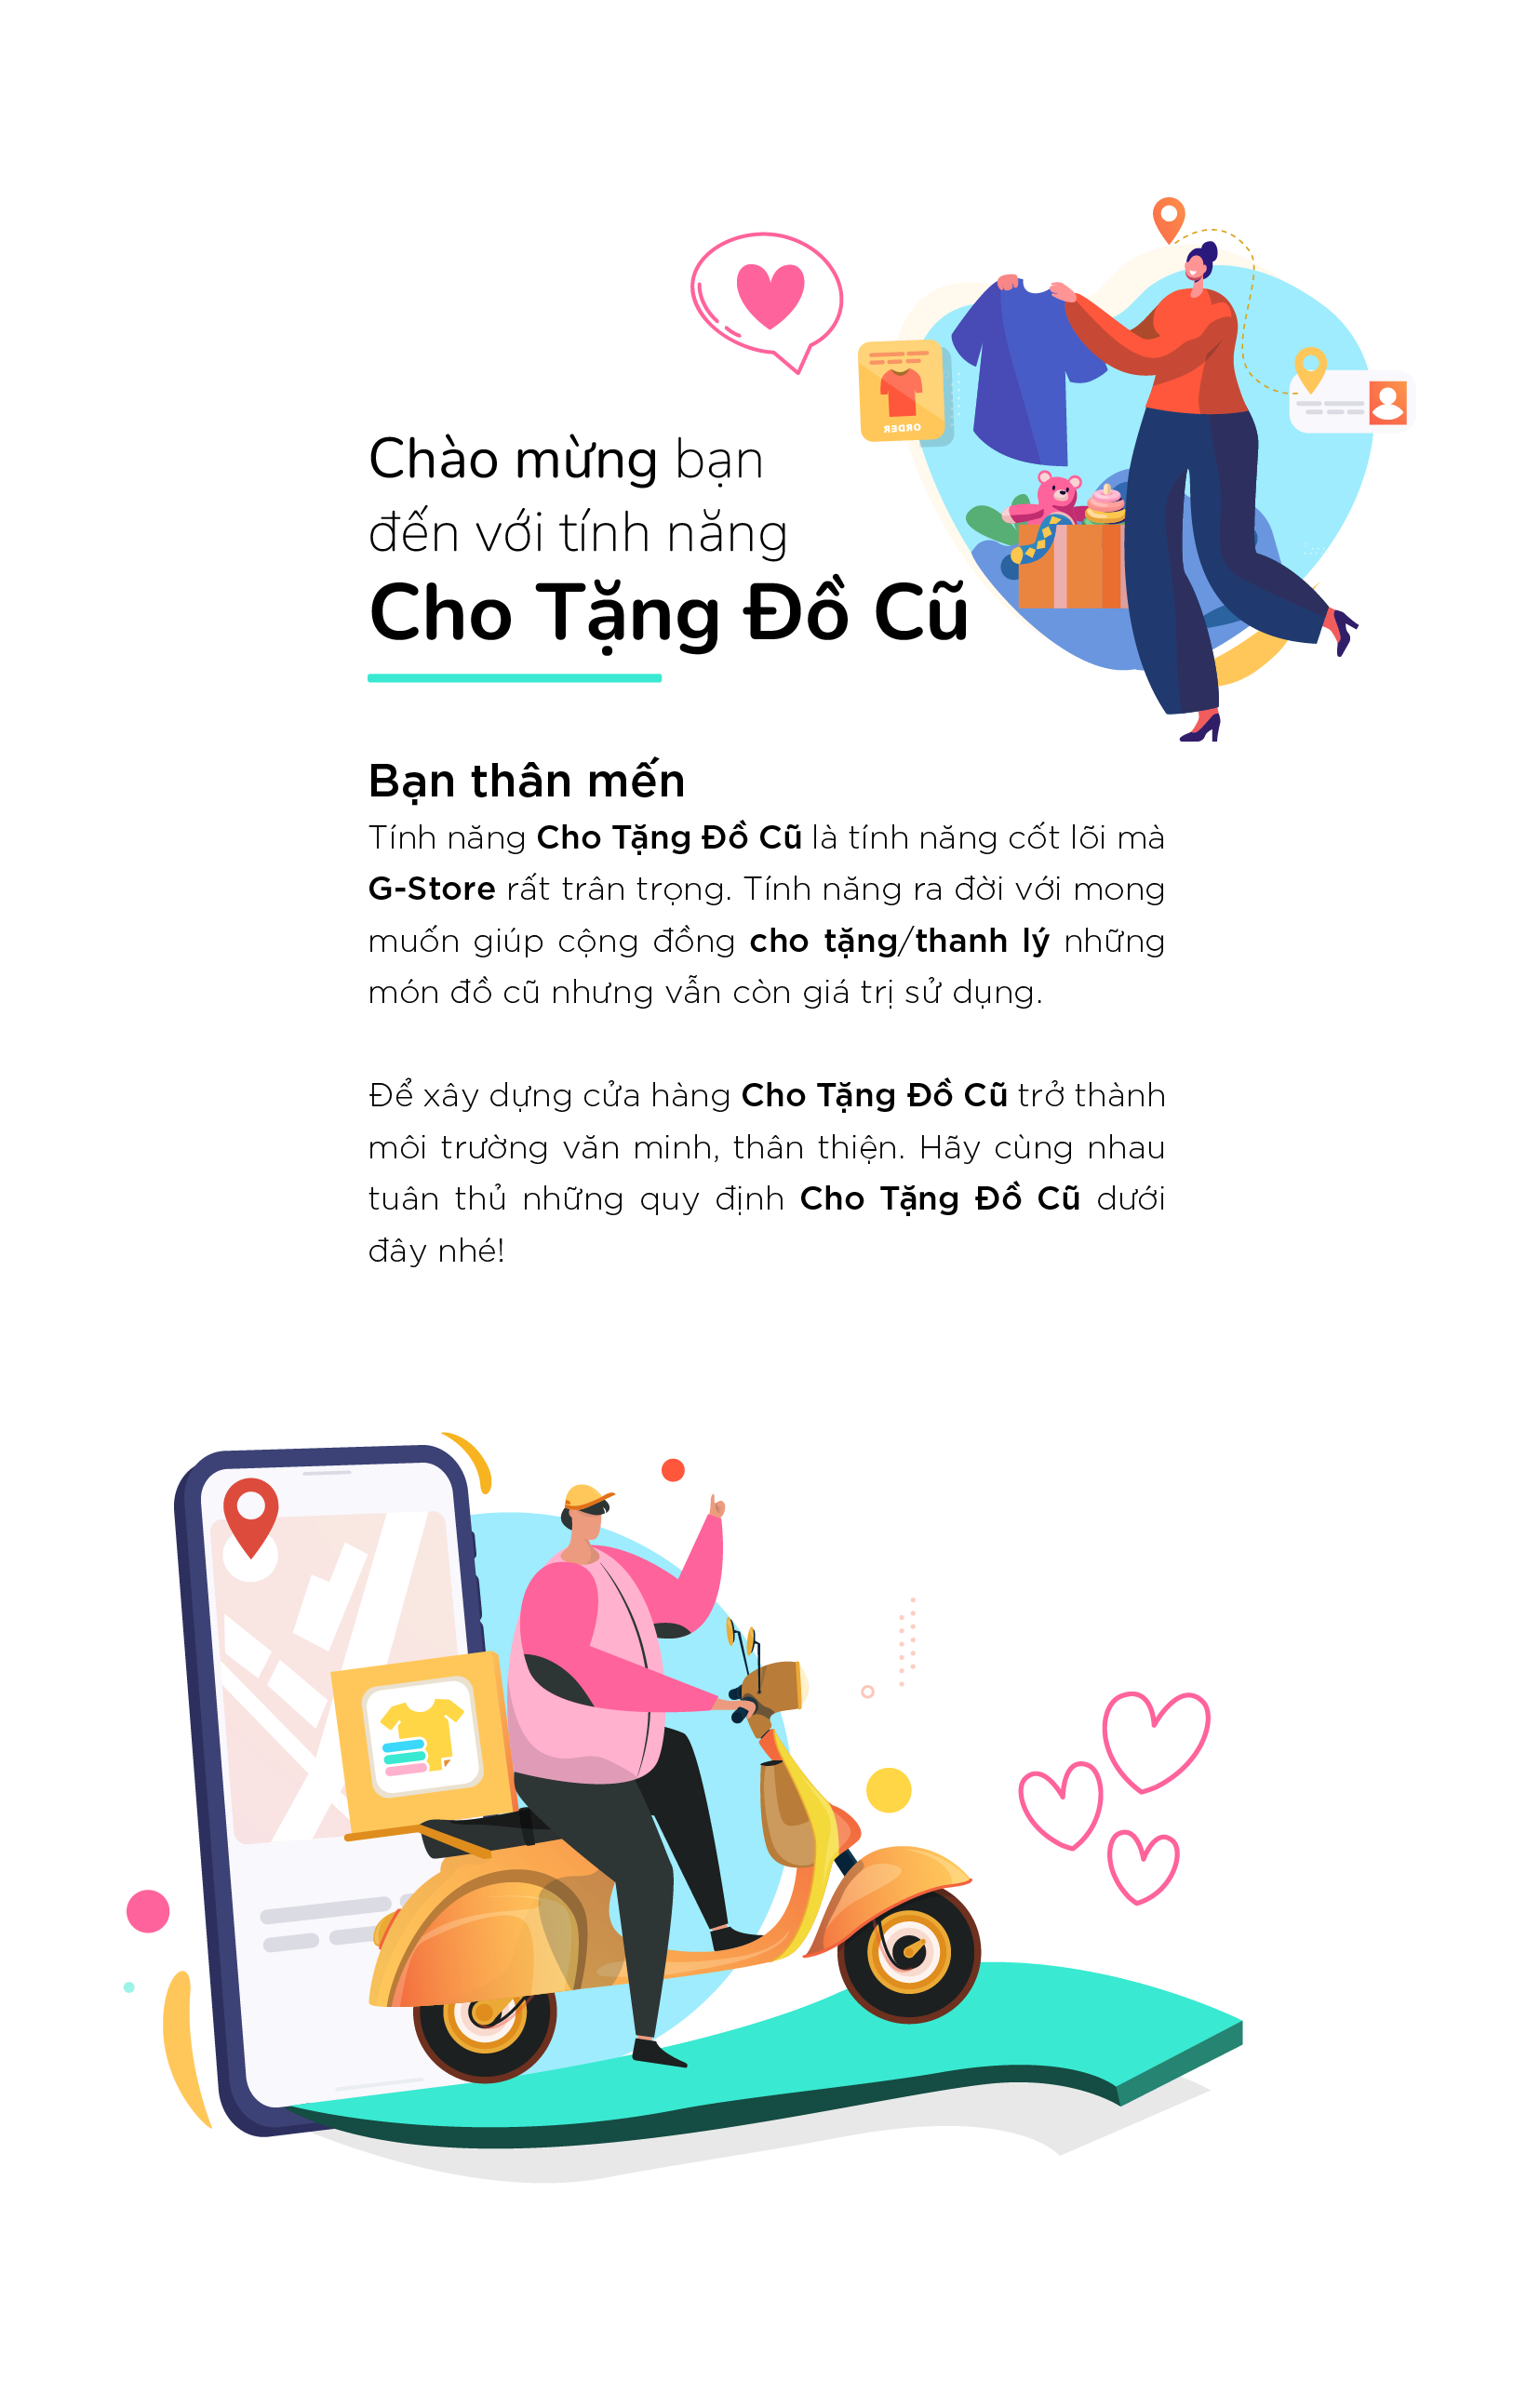 ORDER
Chào mừng bạn
đến với tính năng
Cho Tặng Đồ Cũ
Bạn thân mến
Tính năng Cho Tặng Đồ Cũ là tính năng cốt lõi mà
G-Store rất trân trọng. Tính năng ra đời với mong
muốn giúp cộng đồng cho tặng/thanh lý những
món đồ cũ nhưng vẫn còn giá trị sử dụng.
Để xây dựng cửa hàng Cho Tặng Đồ Cũ trở thành
môi trường văn minh, thân thiện. Hãy cùng nhau
tuân thủ những quy định Cho Tặng Đồ Cũ dưới
đây nhé!